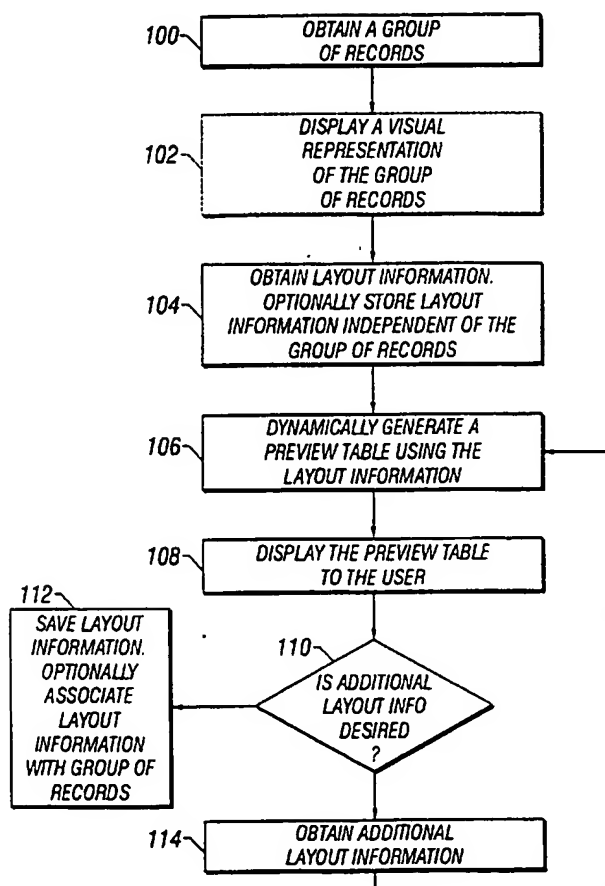 100
OBTAIN A GROUP
OF RECORDS
102
DISPLAY A VISUAL
REPRESENTATION
OF THE GROUP
OF RECORDS
104
OBTAIN LAYOUT INFORMATION.
OPTIONALLY STORE LAYOUT
INFORMATION INDEPENDENT OF THE
GROUP OF RECORDS
106
DYNAMICALLY GENERATE A
PREVIEW TABLE USING THE
LAYOUT INFORMATION
108
DISPLAY THE PREVIEW TABLE
TO THE USER
110
IS ADDITIONAL
LAYOUT INFO
DESIRED
?
112
SAVE LAYOUT
INFORMATION.
OPTIONALLY
ASSOCIATE
LAYOUT
INFORMATION
WITH GROUP OF
RECORDS
114
OBTAIN ADDITIONAL
LAYOUT INFORMATION